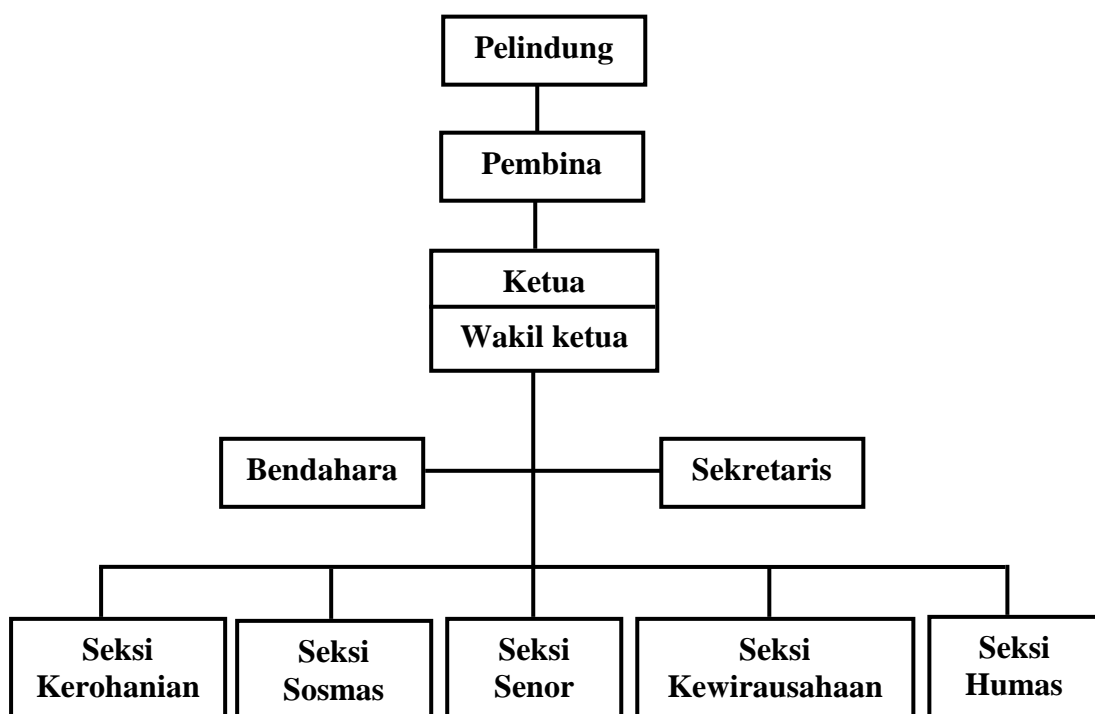 Pelindung
Pembina
Ketua
Wakil ketua
Bendahara
Sekretaris
Seksi
Kerohanian
Seksi
Sosmas
Seksi
Senor
Seksi
Kewirausahaan
Seksi
Humas